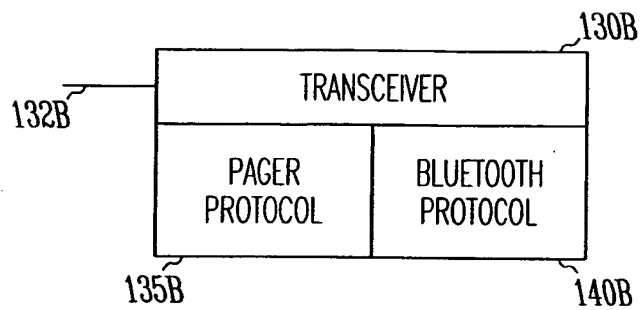 130B
TRANSCEIVER
132B
PAGER
PROTOCOL
BLUETOOTH
PROTOCOL
135B
140B